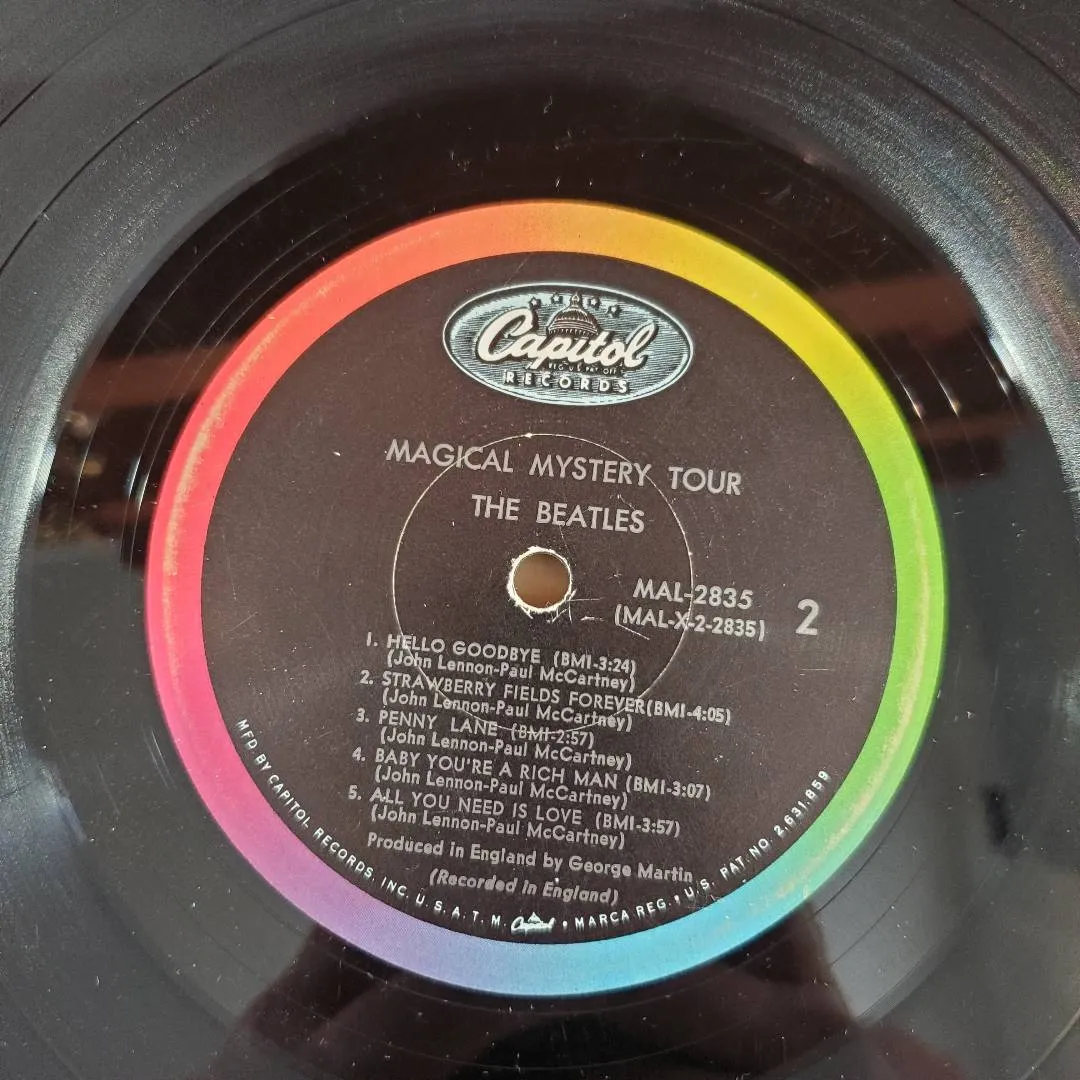 Capitol
REG. U.S. PAT. OFF.
RECORDS
MAGICAL MYSTERY TOUR
THE BEATLES
MAL-2835
(MAL-X-2-2835) 2
1. HELLO GOODBYE (BMI-3:24)
(John Lennon-Paul McCartney)
2. STRAWBERRY FIELDS FOREVER(BMI-4:05)
(John Lennon-Paul McCartney)
3. PENNY LANE (BMI-2:57)
(John Lennon-Paul McCartney)
4. BABY YOU'RE A RICH MAN (BMI-3:07)
(John Lennon-Paul McCartney)
5. ALL YOU NEED IS LOVE (BMI-3:57)
(John Lennon-Paul McCartney)
Produced in England by George Martin
(Recorded in England)
MFD BY CAPITOL RECORDS, INC. U.S.A. T.M. Capitol • MARCA REG. • U.S. PAT. NO. 2,631,859